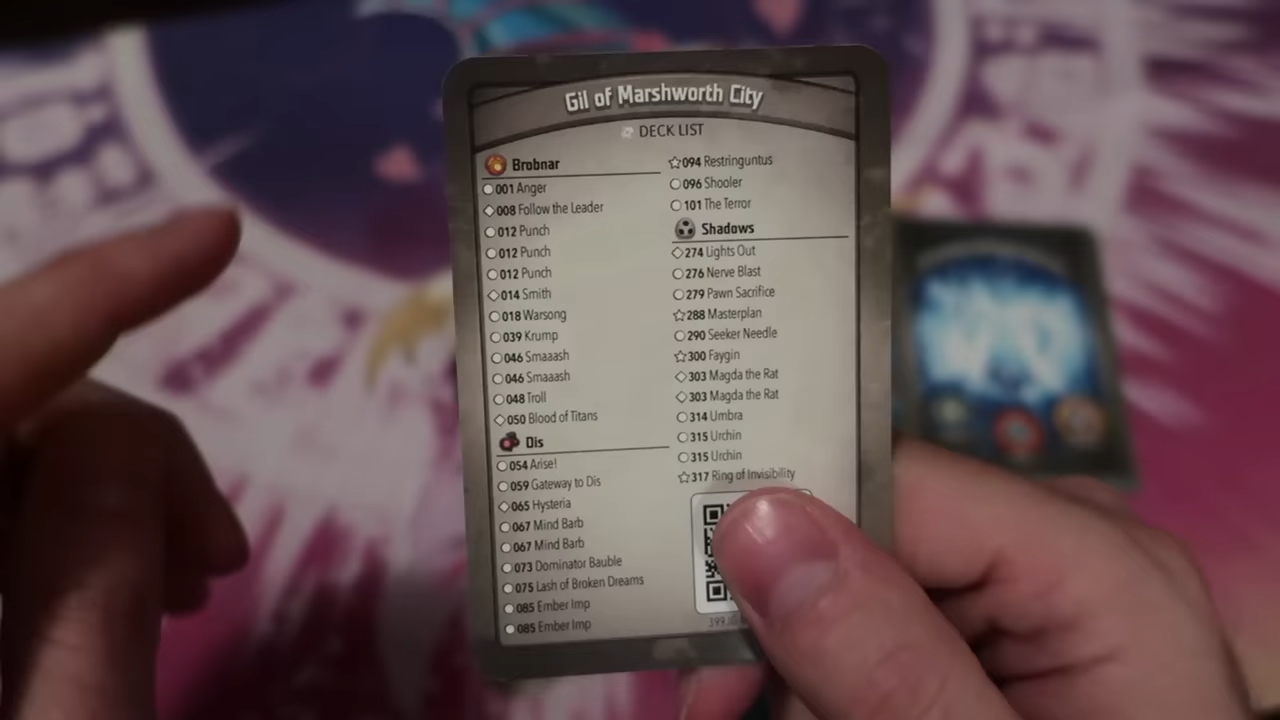 Gil of Marshworth City
DECK LIST
Brobnar
001 Anger
008 Follow the Leader
012 Punch
012 Punch
012 Punch
014 Smith
018 Warsong
039 Krump
046 Smaaash
046 Smaaash
048 Troll
050 Blood of Titans
Dis
054 Arise!
059 Gateway to Dis
065 Hysteria
067 Mind Barb
067 Mind Barb
073 Dominator Bauble
075 Lash of Broken Dreams
085 Ember Imp
085 Ember Imp
094 Restringuntus
096 Shooler
101 The Terror
Shadows
274 Lights Out
276 Nerve Blast
279 Pawn Sacrifice
288 Masterplan
290 Seeker Needle
300 Faygin
303 Magda the Rat
303 Magda the Rat
314 Umbra
315 Urchin
315 Urchin
317 Ring of Invisibility